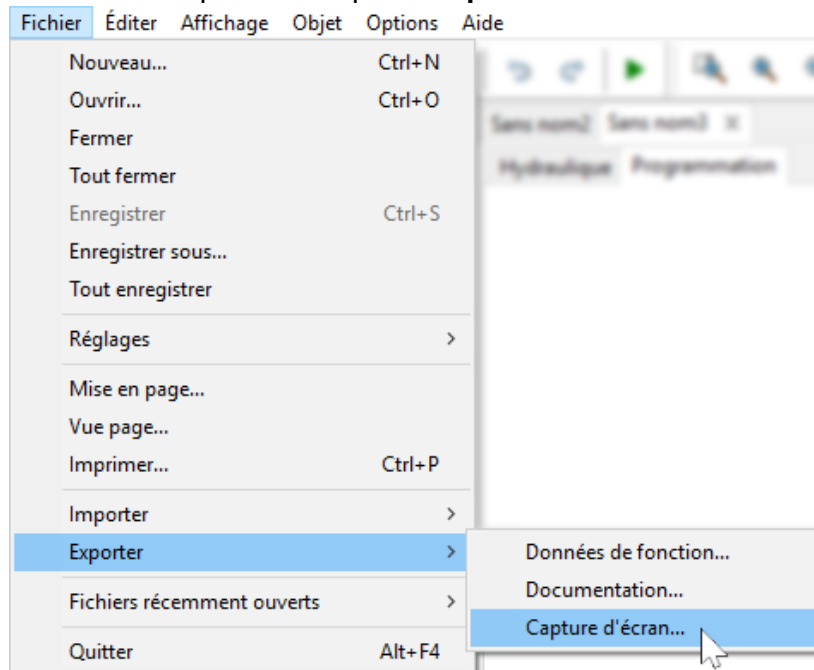 Fichier Éditer Affichage Objet Options Aide
Nouveau... Ctrl+N
Ouvrir... Ctrl+O
Sans nom2 Sans nom3
Fermer
Hydraulique Programmation
Tout fermer
Enregistrer Ctrl+S
Enregistrer sous...
Tout enregistrer
Réglages >
Mise en page...
Vue page...
Imprimer... Ctrl+P
Importer >
Exporter >
Données de fonction...
Documentation...
Fichiers récemment ouverts >
Capture d'écran...
Quitter Alt+F4